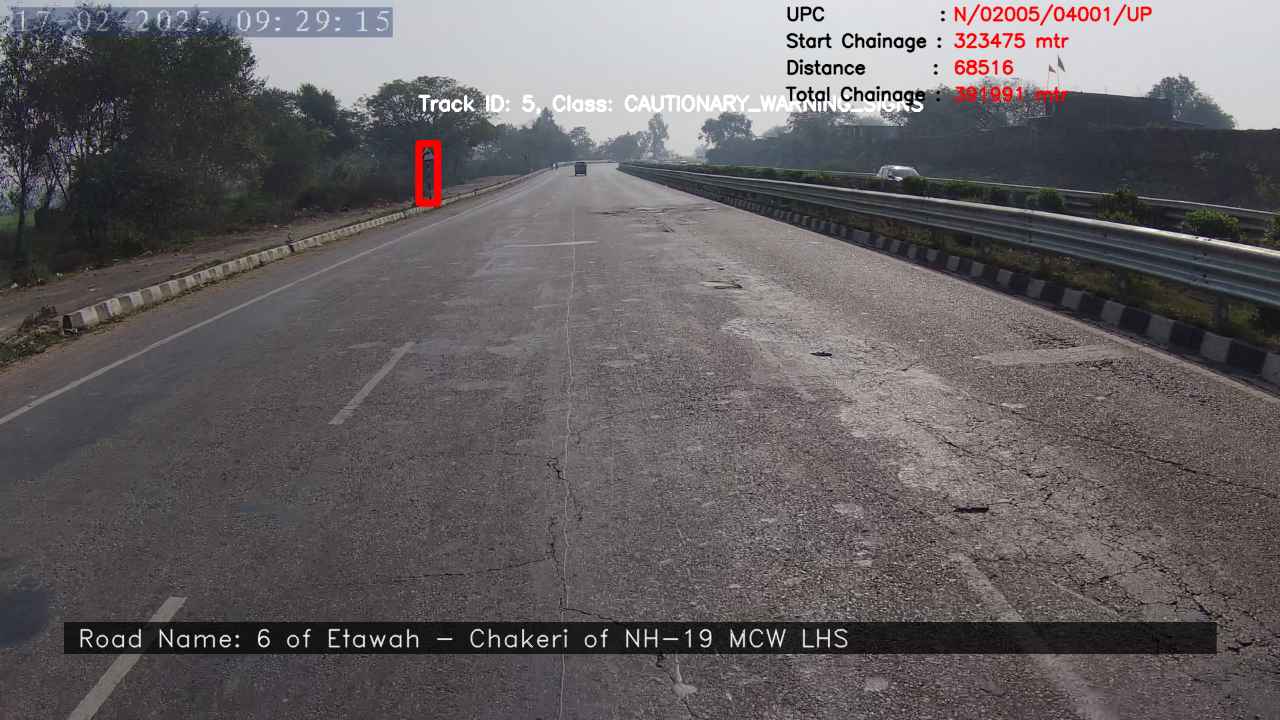 17-02-2025 09:29:15
UPC : N/02005/04001/UP
Start Chainage : 323475 mtr
Distance : 68516
Total Chainage : 391991 mtr
Track ID: 5, Class: CAUTIONARY_WARNING_SIGNS
Road Name: 6 of Etawah - Chakeri of NH-19 MCW LHS